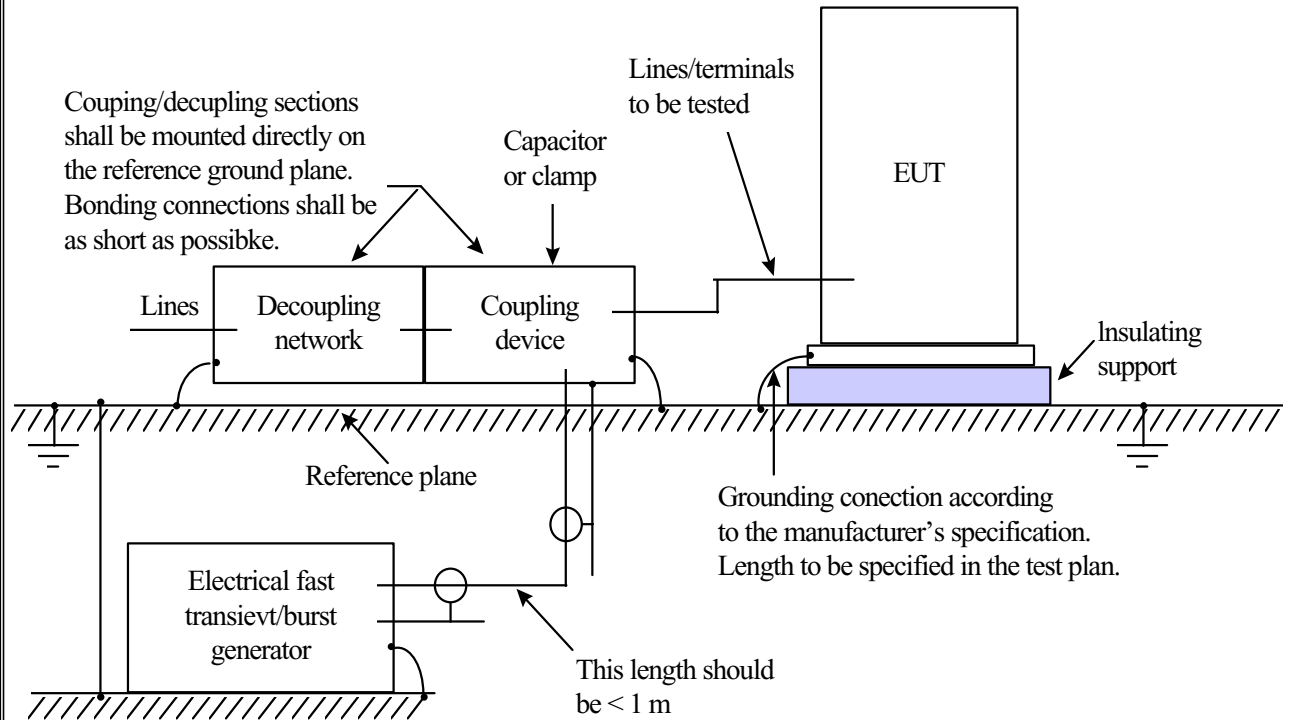 Couping/decupling sections
shall be mounted directly on
the reference ground plane.
Bonding connections shall be
as short as possibke.
Capacitor
or clamp
Lines/terminals
to be tested
EUT
Lines
Decoupling
network
Coupling
device
lnsulating
support
Reference plane
Grounding conection according
to the manufacturer’s specification.
Length to be specified in the test plan.
Electrical fast
transievt/burst
generator
This length should
be < 1 m